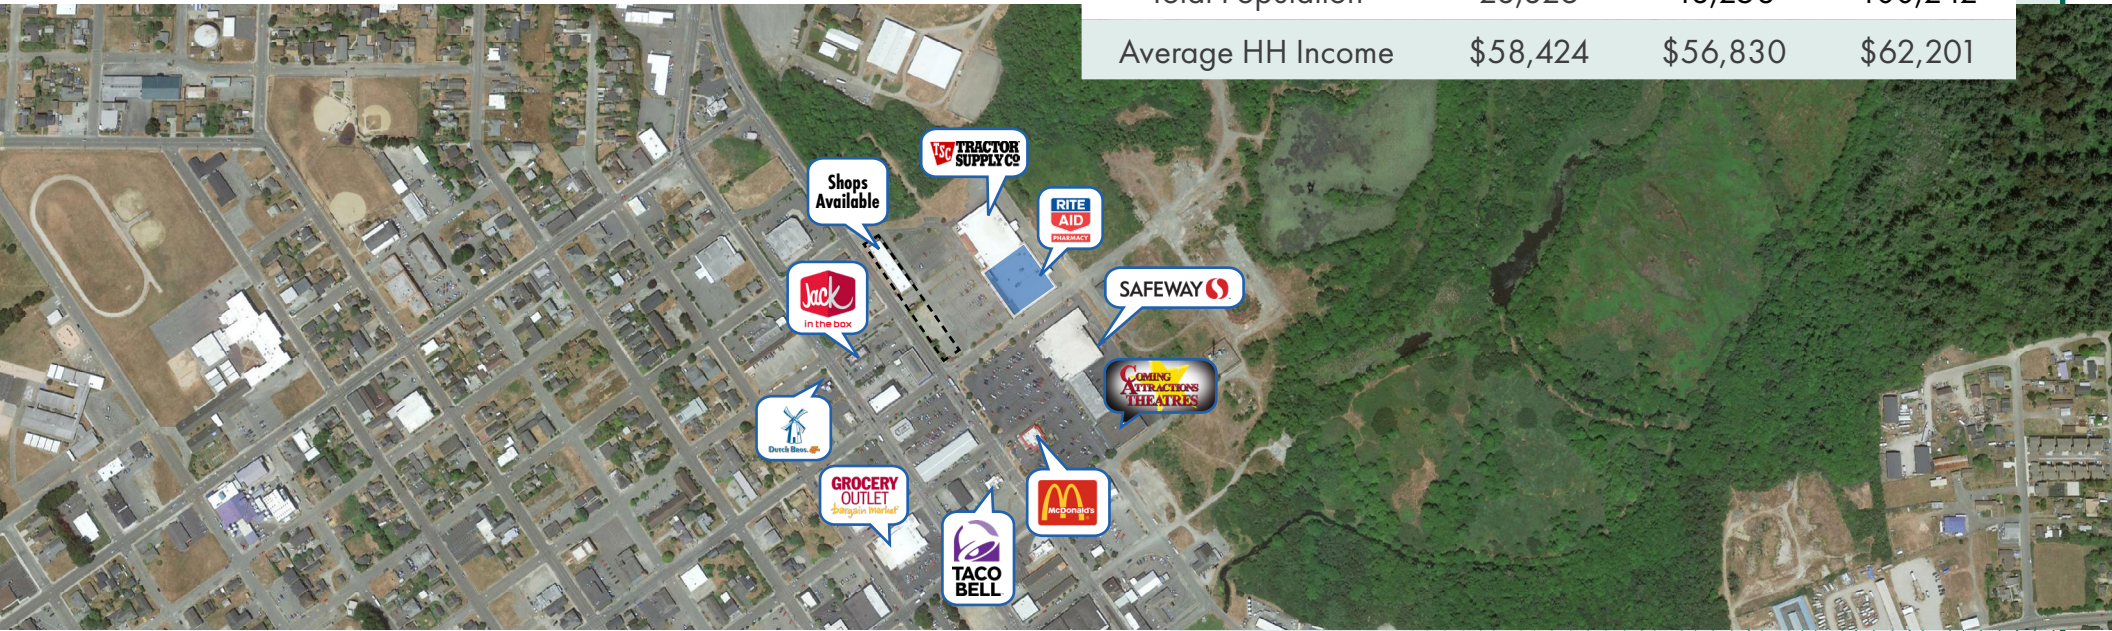 Average HH Income $58,424 $56,830 $62,201
TSC TRACTOR
SUPPLY CO
Shops
Available
RITE
AID
PHARMACY
SAFEWAY
Jack
in the box
COMING
ATTRACTIONS
THEATRES
DUTCH BROS.
GROCERY
OUTLET
bargain market
McDonald's
TACO
BELL